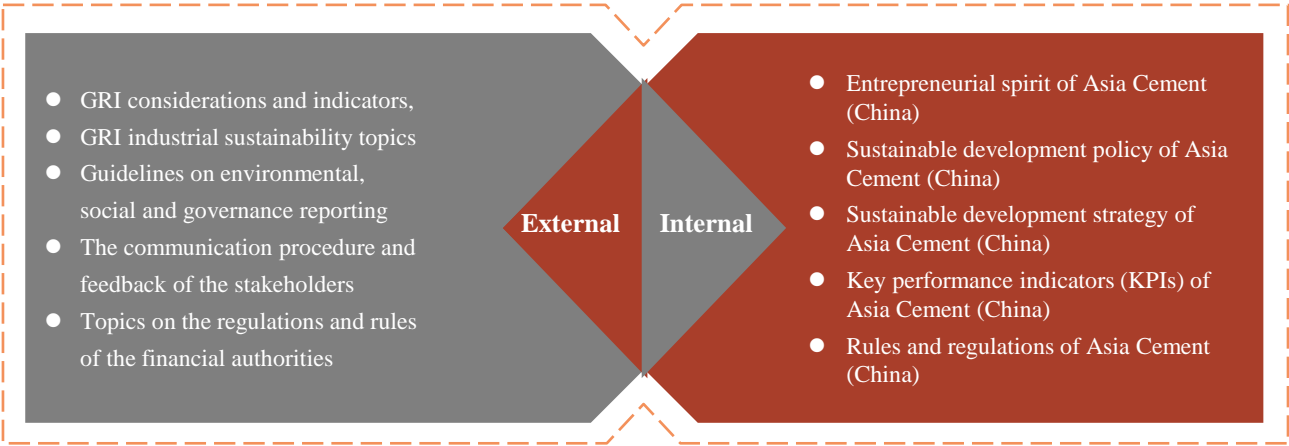 GRI considerations and indicators,
GRI industrial sustainability topics
Guidelines on environmental,
social and governance reporting
The communication procedure and
feedback of the stakeholders
Topics on the regulations and rules
of the financial authorities
External
Internal
Entrepreneurial spirit of Asia Cement
(China)
Sustainable development policy of Asia
Cement (China)
Sustainable development strategy of
Asia Cement (China)
Key performance indicators (KPIs) of
Asia Cement (China)
Rules and regulations of Asia Cement
(China)